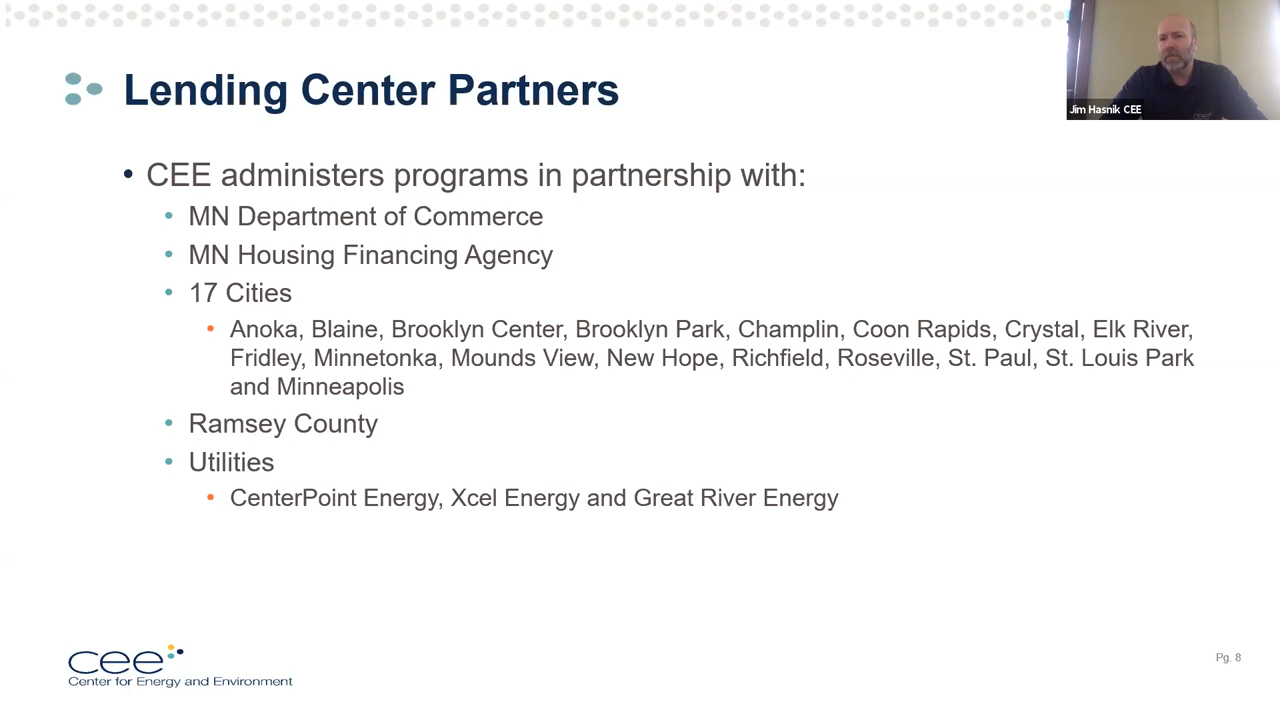 Lending Center Partners
Jim Hasnik CEE
• CEE administers programs in partnership with:
• MN Department of Commerce
• MN Housing Financing Agency
• 17 Cities
• Anoka, Blaine, Brooklyn Center, Brooklyn Park, Champlin, Coon Rapids, Crystal, Elk River,
Fridley, Minnetonka, Mounds View, New Hope, Richfield, Roseville, St. Paul, St. Louis Park
and Minneapolis
• Ramsey County
• Utilities
• CenterPoint Energy, Xcel Energy and Great River Energy
cee
Center for Energy and Environment
Pg. 8